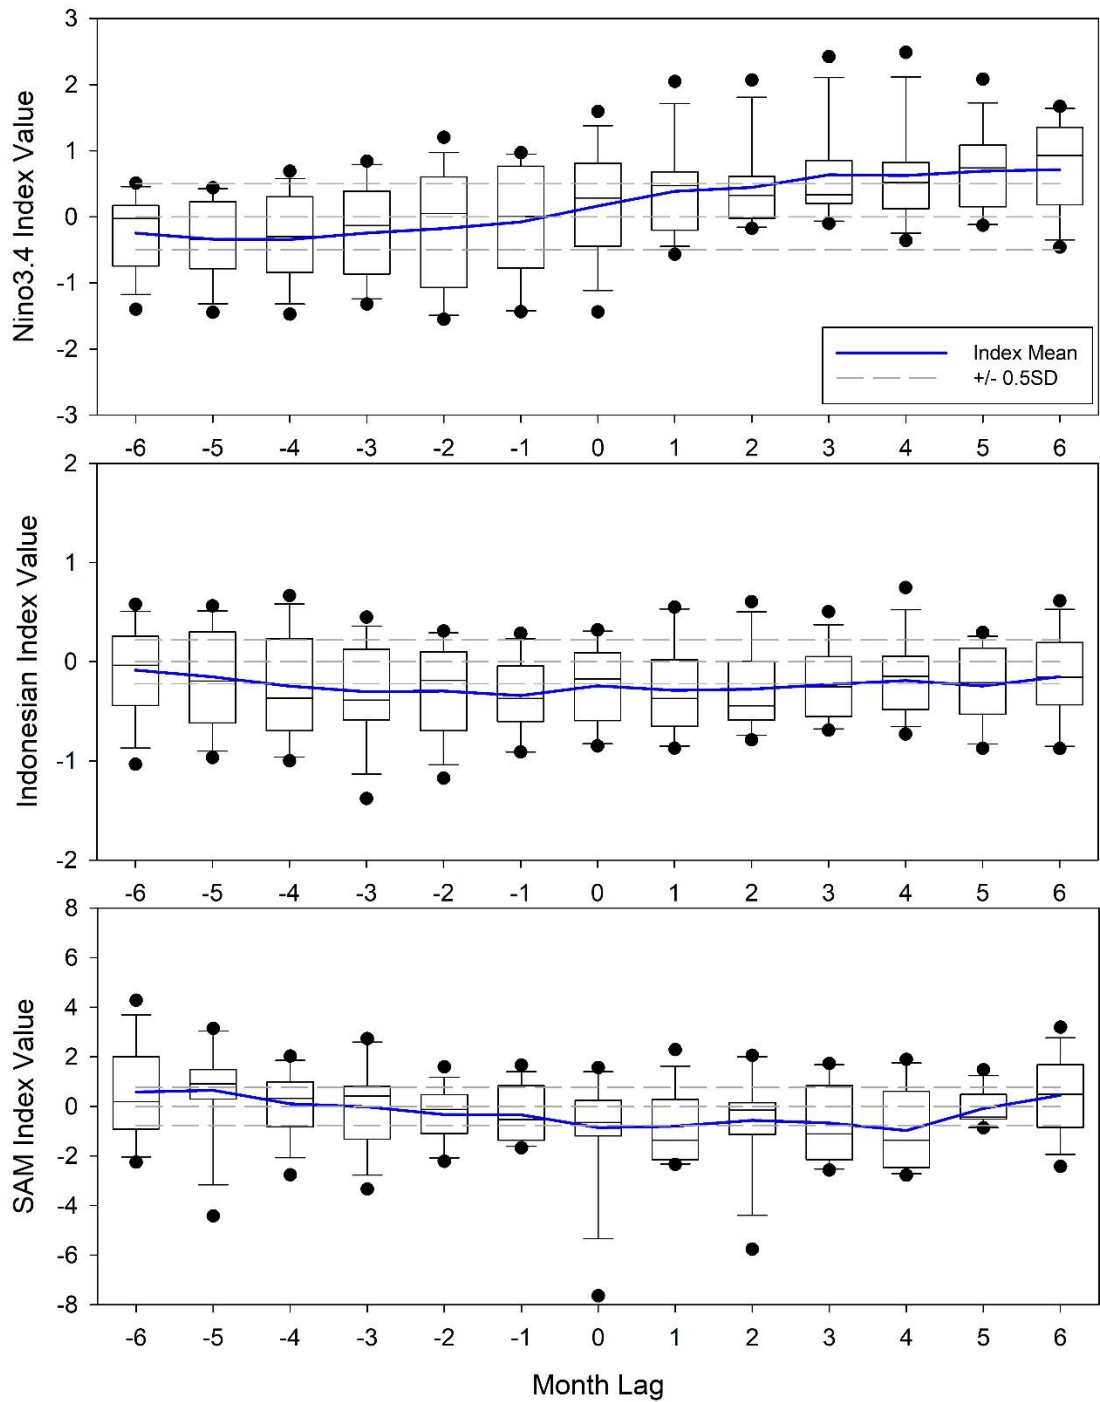 Nino3.4 Index Value
3
2
1
0
-1
-2
-3
Index Mean
+/- 0.5SD
-6 -5 -4 -3 -2 -1 0 1 2 3 4 5 6
Indonesian Index Value
2
1
0
-1
-2
-6 -5 -4 -3 -2 -1 0 1 2 3 4 5 6
SAM Index Value
8
6
4
2
0
-2
-4
-6
-8
-6 -5 -4 -3 -2 -1 0 1 2 3 4 5 6
Month Lag